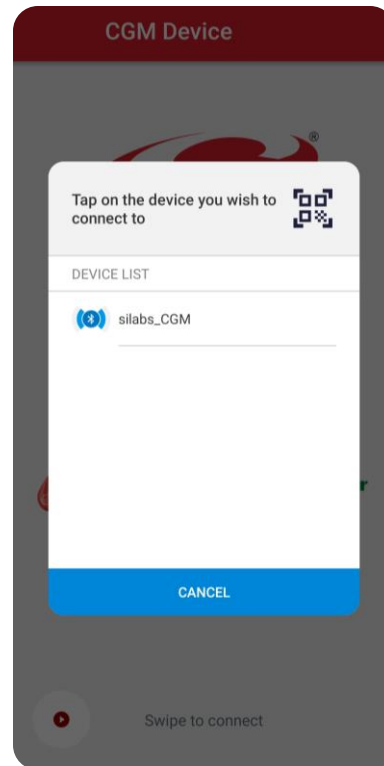 CGM Device
®
Tap on the device you wish to
connect to
DEVICE LIST
silabs_CGM
r
CANCEL
Swipe to connect